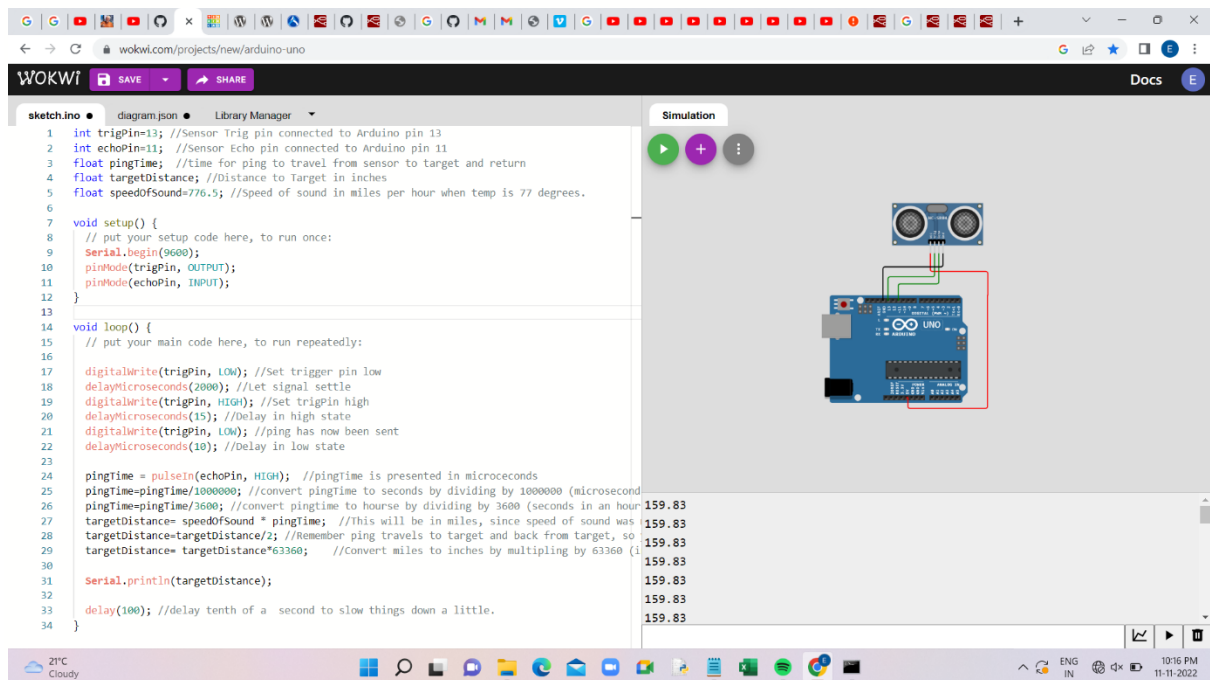 wokwi.com/projects/new/arduino-uno
WOKWI SAVE SHARE Docs E
sketch.ino diagram.json Library Manager Simulation
1 int trigPin=13; //Sensor Trig pin connected to Arduino pin 13
2 int echoPin=11; //Sensor Echo pin connected to Arduino pin 11
3 float pingTime; //time for ping to travel from sensor to target and return
4 float targetDistance; //Distance to Target in inches
5 float speedOfSound=776.5; //Speed of sound in miles per hour when temp is 77 degrees.
6
7 void setup() {
8 // put your setup code here, to run once:
9 Serial.begin(9600);
10 pinMode(trigPin, OUTPUT);
11 pinMode(echoPin, INPUT);
12 }
13
14 void loop() {
15 // put your main code here, to run repeatedly:
16
17 digitalWrite(trigPin, LOW); //Set trigger pin low
18 delayMicroseconds(2000); //Let signal settle
19 digitalWrite(trigPin, HIGH); //Set trigPin high
20 delayMicroseconds(15); //Delay in high state
21 digitalWrite(trigPin, LOW); //ping has now been sent
22 delayMicroseconds(10); //Delay in low state
23
24 pingTime = pulseIn(echoPin, HIGH); //pingTime is presented in microceconds
25 pingTime=pingTime/1000000; //convert pingTime to seconds by dividing by 1000000 (microsecond
26 pingTime=pingTime/3600; //convert pingtime to hourse by dividing by 3600 (seconds in an hour
27 targetDistance= speedOfSound * pingTime; //This will be in miles, since speed of sound was
28 targetDistance=targetDistance/2; //Remember ping travels to target and back from target, so
29 targetDistance= targetDistance*63360; //Convert miles to inches by multipling by 63360 (i
30
31 Serial.println(targetDistance);
32
33 delay(100); //delay tenth of a second to slow things down a little.
34 }
UNO
ARDUINO
159.83
159.83
159.83
159.83
159.83
159.83
159.83
21°C
Cloudy
ENG
IN
10:16 PM
11-11-2022